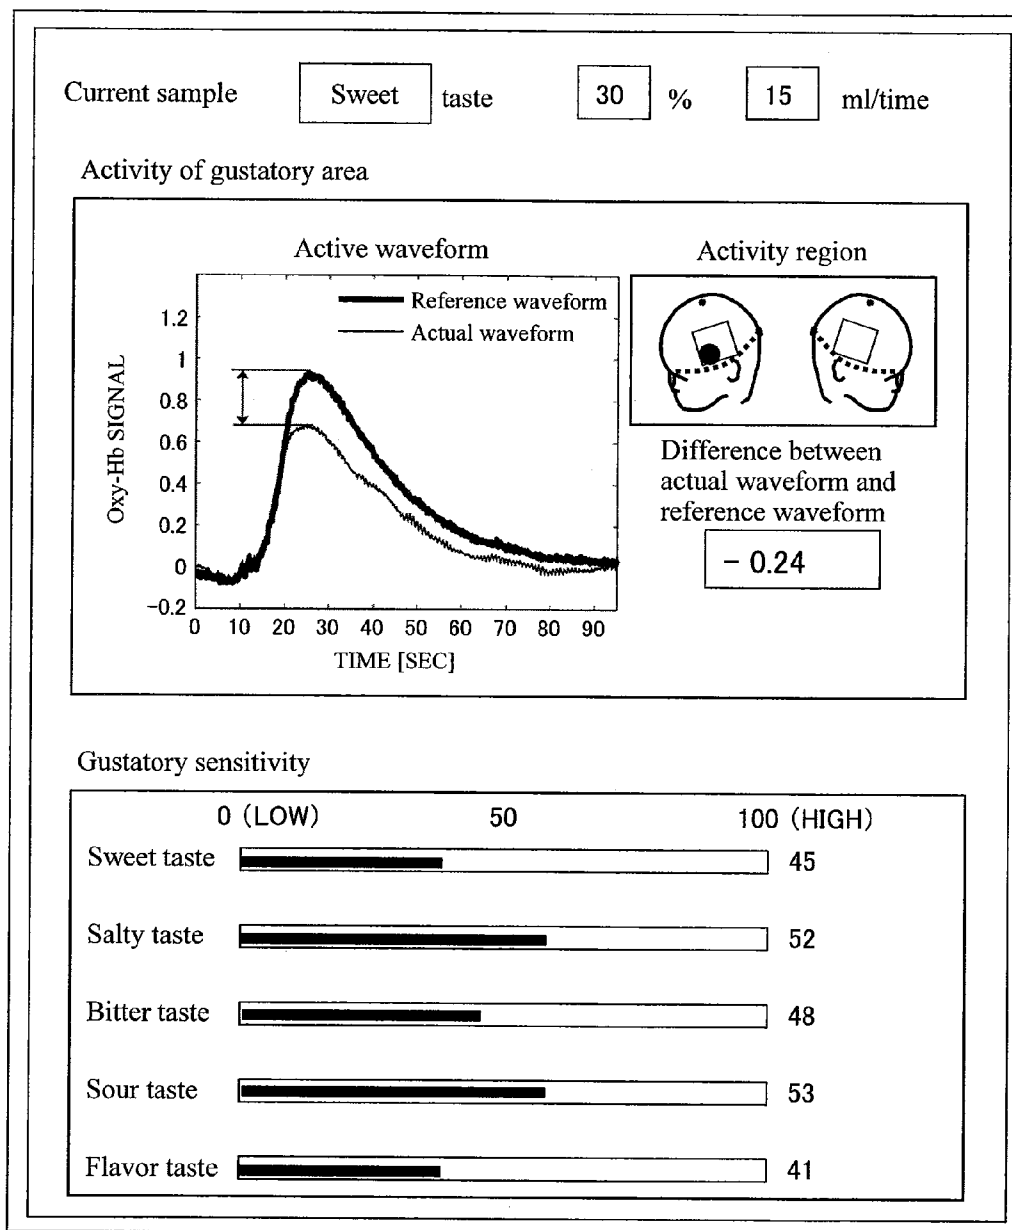 Current sample Sweet taste 30 % 15 ml/time
Activity of gustatory area
Active waveform
Activity region
Reference waveform
Actual waveform
1.2
1
0.8
0.6
0.4
0.2
0
−0.2
Oxy-Hb SIGNAL
0 10 20 30 40 50 60 70 80 90
TIME [SEC]
Difference between
actual waveform and
reference waveform
− 0.24
Gustatory sensitivity
0 (LOW) 50 100 (HIGH)
Sweet taste 45
Salty taste 52
Bitter taste 48
Sour taste 53
Flavor taste 41